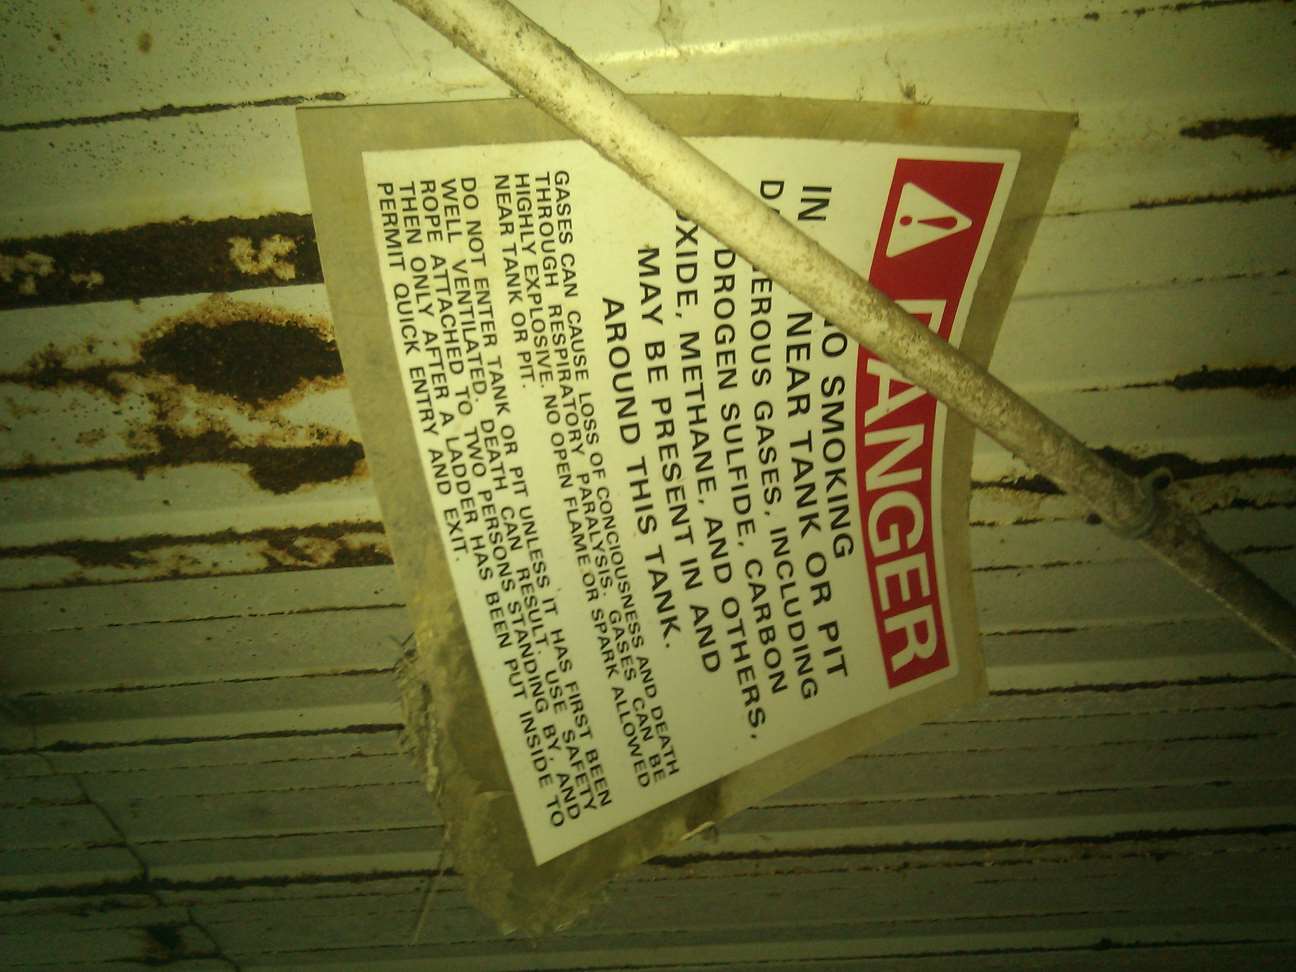 DANGER
NO SMOKING
IN NEAR TANK OR PIT
DANGEROUS GASES, INCLUDING
HYDROGEN SULFIDE, CARBON
METHANE, AND OTHERS,
MAY BE PRESENT IN AND
AROUND THIS TANK.
GASES CAN CAUSE LOSS OF CONCIOUSNESS AND DEATH
THROUGH RESPIRATORY PARALYSIS. GASES CAN BE
HIGHLY EXPLOSIVE. NO OPEN FLAME OR SPARK ALLOWED
NEAR TANK OR PIT.
DO NOT ENTER TANK OR PIT UNLESS IT HAS FIRST BEEN
WELL VENTILATED. DEATH CAN RESULT. USE SAFETY
ROPE ATTACHED TO TWO PERSONS STANDING BY, AND
THEN ONLY AFTER A LADDER HAS BEEN PUT INSIDE TO
PERMIT QUICK ENTRY AND EXIT.